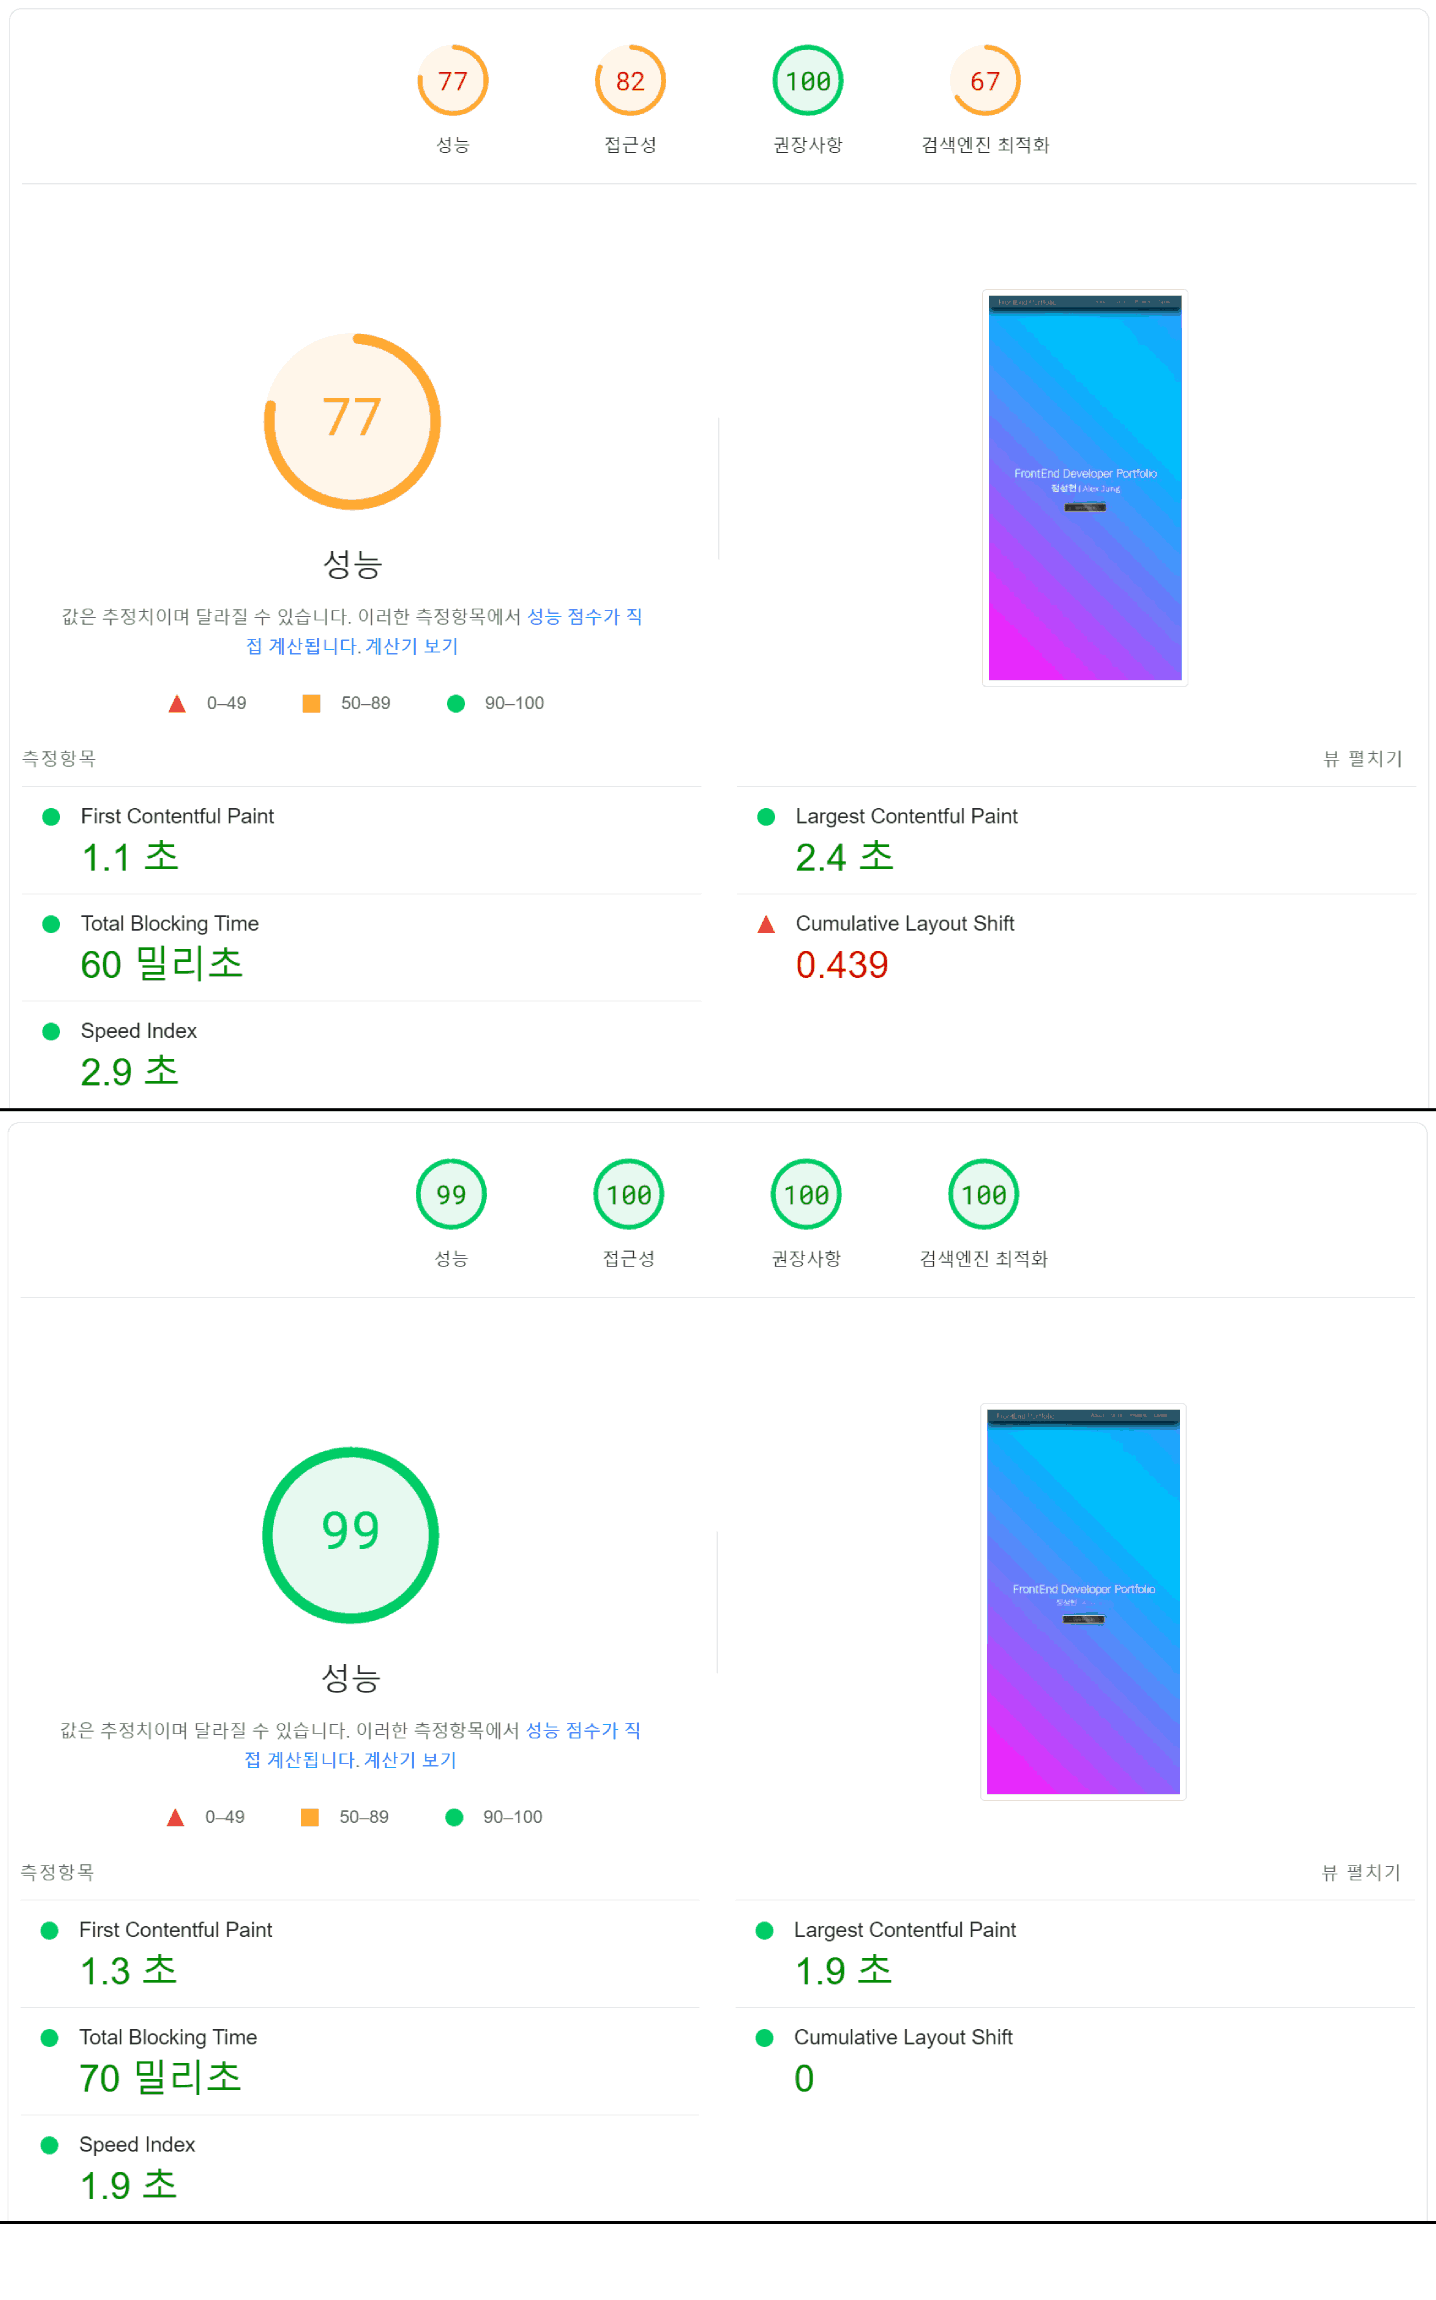 77
82
100
67
성능
접근성
권장사항
검색엔진 최적화
77
성능
값은 추정치이며 달라질 수 있습니다. 이러한 측정항목에서 성능 점수가 직
접 계산됩니다. 계산기 보기
0–49
50–89
90–100
FrontEnd Portfolio
FrontEnd Developer Portfolio
정성헌 | Alex Jung
측정항목
뷰 펼치기
First Contentful Paint
1.1 초
Largest Contentful Paint
2.4 초
Total Blocking Time
60 밀리초
Cumulative Layout Shift
0.439
Speed Index
2.9 초
99
100
100
100
성능
접근성
권장사항
검색엔진 최적화
99
성능
값은 추정치이며 달라질 수 있습니다. 이러한 측정항목에서 성능 점수가 직
접 계산됩니다. 계산기 보기
0–49
50–89
90–100
FrontEnd Portfolio
FrontEnd Developer Portfolio
측정항목
뷰 펼치기
First Contentful Paint
1.3 초
Largest Contentful Paint
1.9 초
Total Blocking Time
70 밀리초
Cumulative Layout Shift
0
Speed Index
1.9 초